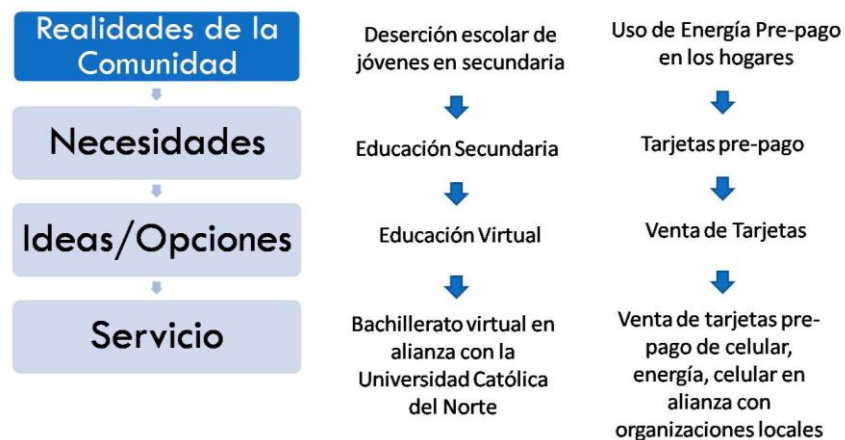 Realidades de la
Comunidad
Necesidades
Ideas/Opciones
Servicio
Deserción escolar de
jóvenes en secundaria
Educación Secundaria
Educación Virtual
Bachillerato virtual en
alianza con la
Universidad Católica
del Norte
Uso de Energía Pre-pago
en los hogares
Tarjetas pre-pago
Venta de Tarjetas
Venta de tarjetas pre-
pago de celular,
energía, celular en
alianza con
organizaciones locales